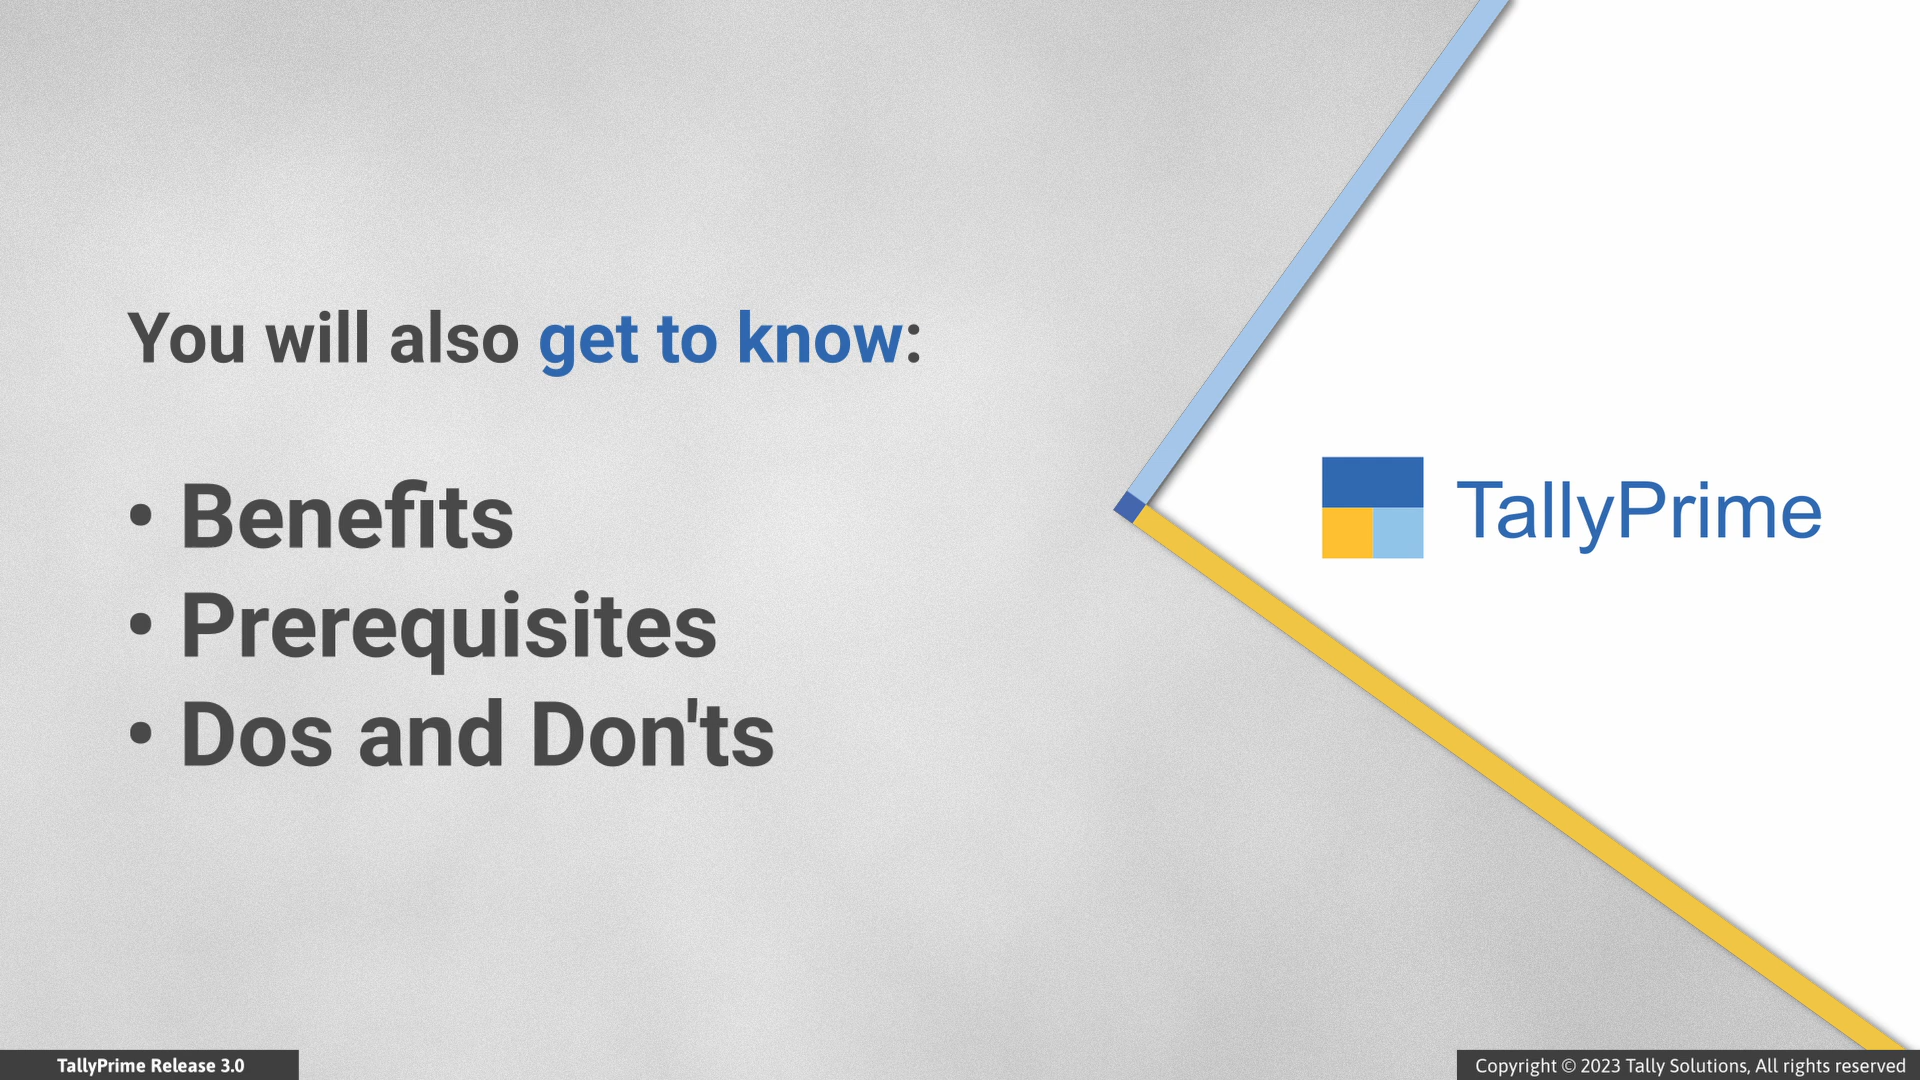 You will also get to know:
• Benefits
• Prerequisites
• Dos and Don'ts
TallyPrime
TallyPrime Release 3.0
Copyright © 2023 Tally Solutions, All rights reserved